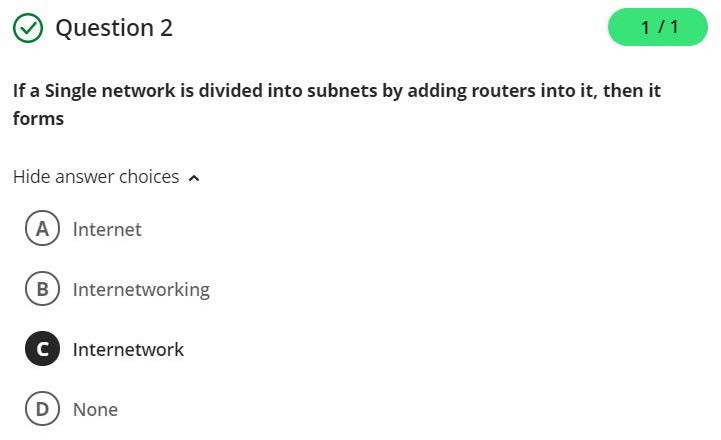 Question 2
1 / 1
If a Single network is divided into subnets by adding routers into it, then it
forms
Hide answer choices
A Internet
B Internetworking
C Internetwork
D None